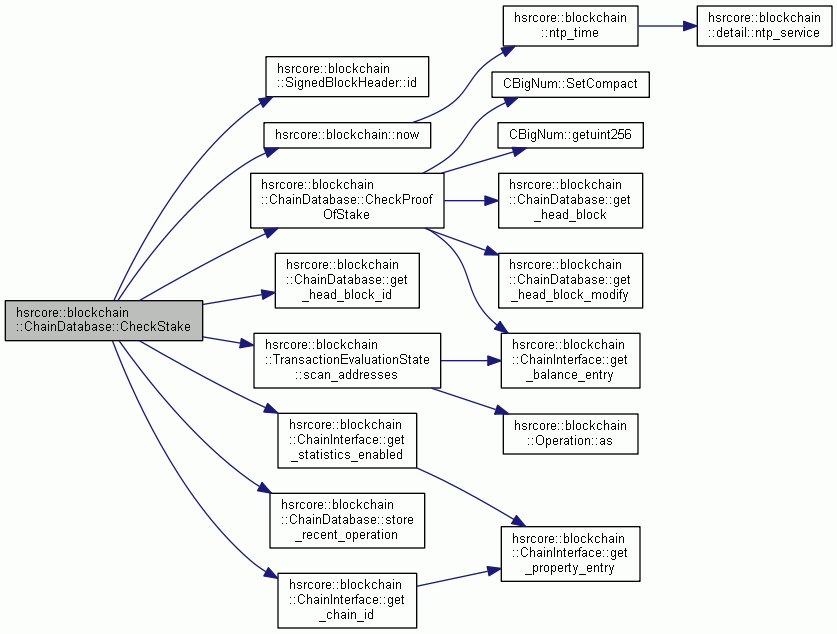 hsrcore::blockchain
::ChainDatabase::CheckStake
hsrcore::blockchain
::SignedBlockHeader::id
hsrcore::blockchain::now
hsrcore::blockchain
::ChainDatabase::CheckProof
OfStake
hsrcore::blockchain
::ChainDatabase::get
_head_block_id
hsrcore::blockchain
::TransactionEvaluationState
::scan_addresses
hsrcore::blockchain
::ChainInterface::get
_statistics_enabled
hsrcore::blockchain
::ChainDatabase::store
_recent_operation
hsrcore::blockchain
::ChainInterface::get
_chain_id
hsrcore::blockchain
::ntp_time
CBigNum::SetCompact
CBigNum::getuint256
hsrcore::blockchain
::ChainDatabase::get
_head_block
hsrcore::blockchain
::ChainDatabase::get
_head_block_modify
hsrcore::blockchain
::ChainInterface::get
_balance_entry
hsrcore::blockchain
::Operation::as
hsrcore::blockchain
::ChainInterface::get
_property_entry
hsrcore::blockchain
::detail::ntp_service